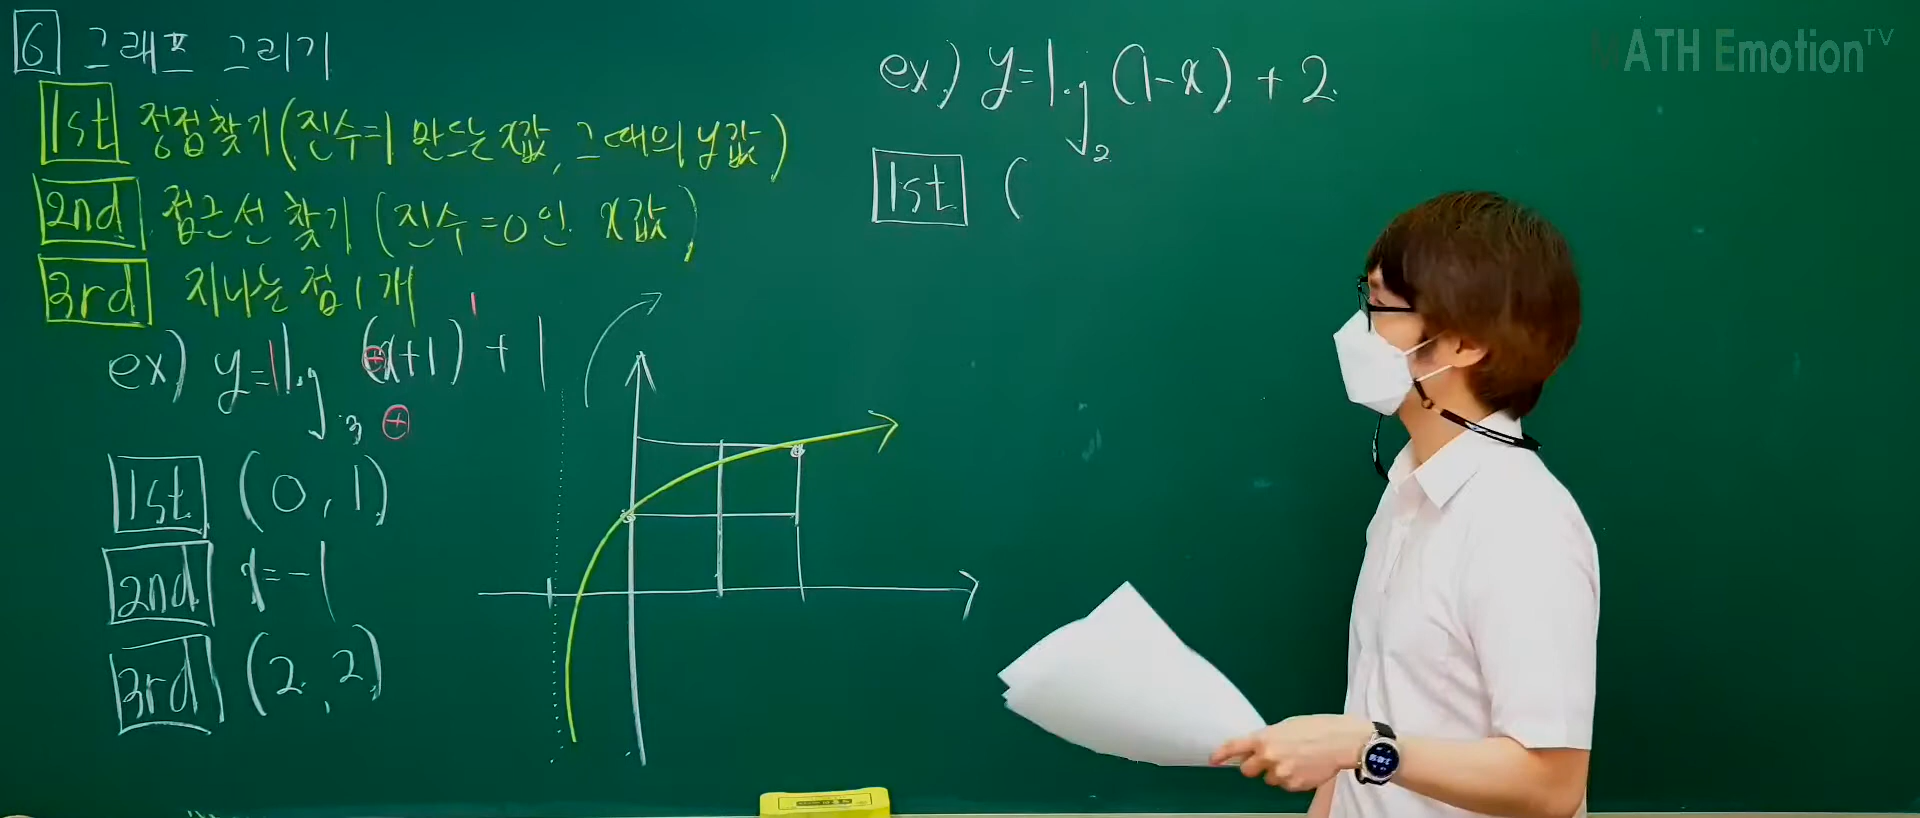 6 그래프 그리기
1st 정점찾기(진수=1 만드는 x값, 그때의 y값)
2nd 점근선 찾기 (진수=0인 x값)
3rd 지나는 점 1개
ex) y=log₃(x+1)+1
1st (0, 1)
2nd x=-1
3rd (2, 2)
ex) y=log₂(1-x)+2
1st (
MATH Emotion TV